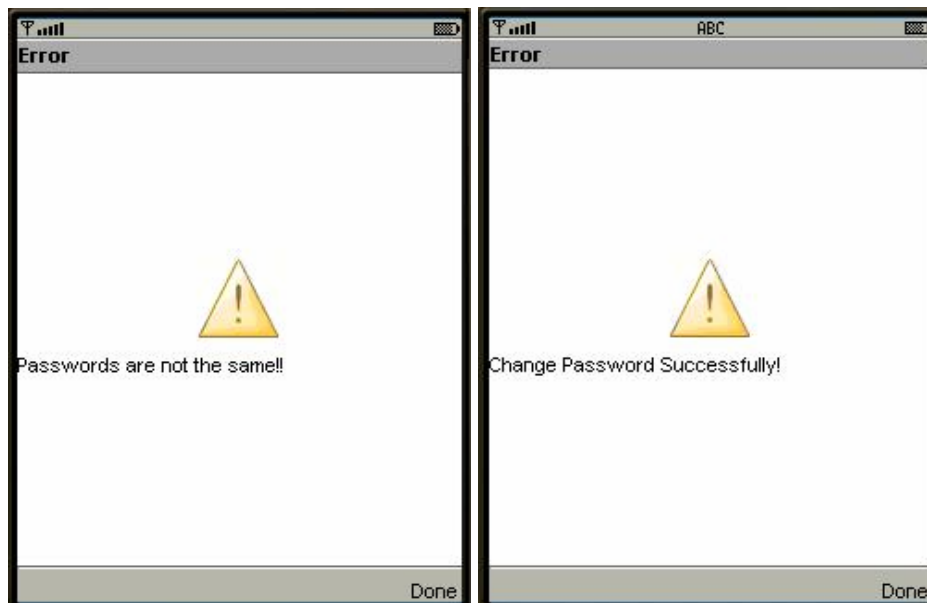 Error
Passwords are not the same!!
Done
ABC
Error
Change Password Successfully!
Done